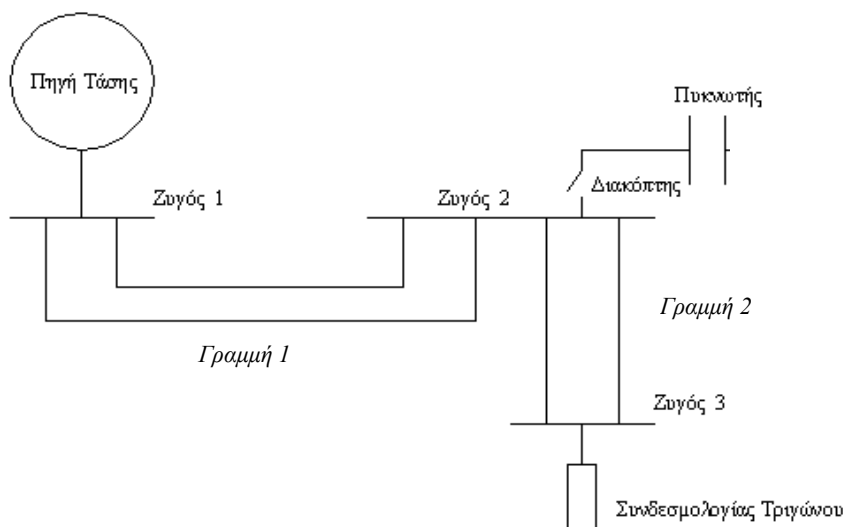 Πηγή Τάσης
Πυκνωτής
Διακόπτης
Ζυγός 1
Ζυγός 2
Γραμμή 2
Γραμμή 1
Ζυγός 3
Συνδεσμολογίας Τριγώνου